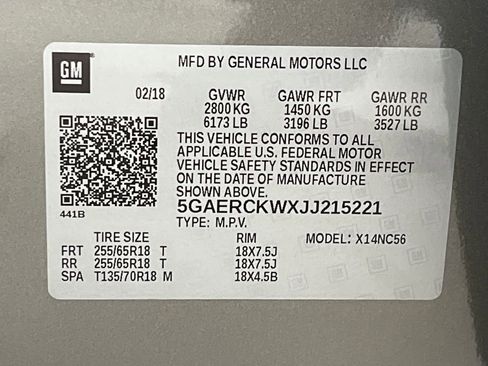 GM
MFD BY GENERAL MOTORS LLC
02/18 GVWR GAWR FRT GAWR RR
2800 KG 1450 KG 1600 KG
6173 LB 3196 LB 3527 LB
THIS VEHICLE CONFORMS TO ALL
APPLICABLE U.S. FEDERAL MOTOR
VEHICLE SAFETY STANDARDS IN EFFECT
ON THE DATE OF MANUFACTURE
SHOWN ABOVE.
441B
5GAERCKWXJJ215221
TYPE: M.P.V. MODEL: X14NC56
TIRE SIZE RIM
FRT 255/65R18 T 18X7.5J
RR 255/65R18 T 18X7.5J
SPA T135/70R18 M 18X4.5B